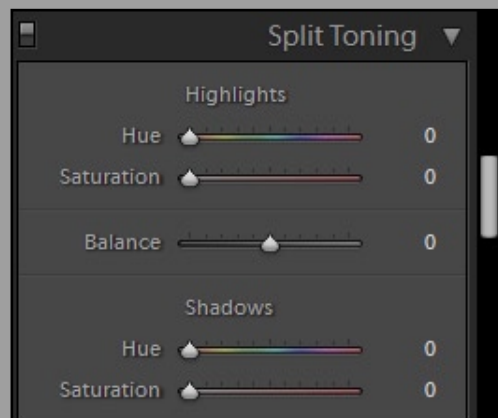 Split Toning
Highlights
Hue 0
Saturation 0
Balance 0
Shadows
Hue 0
Saturation 0